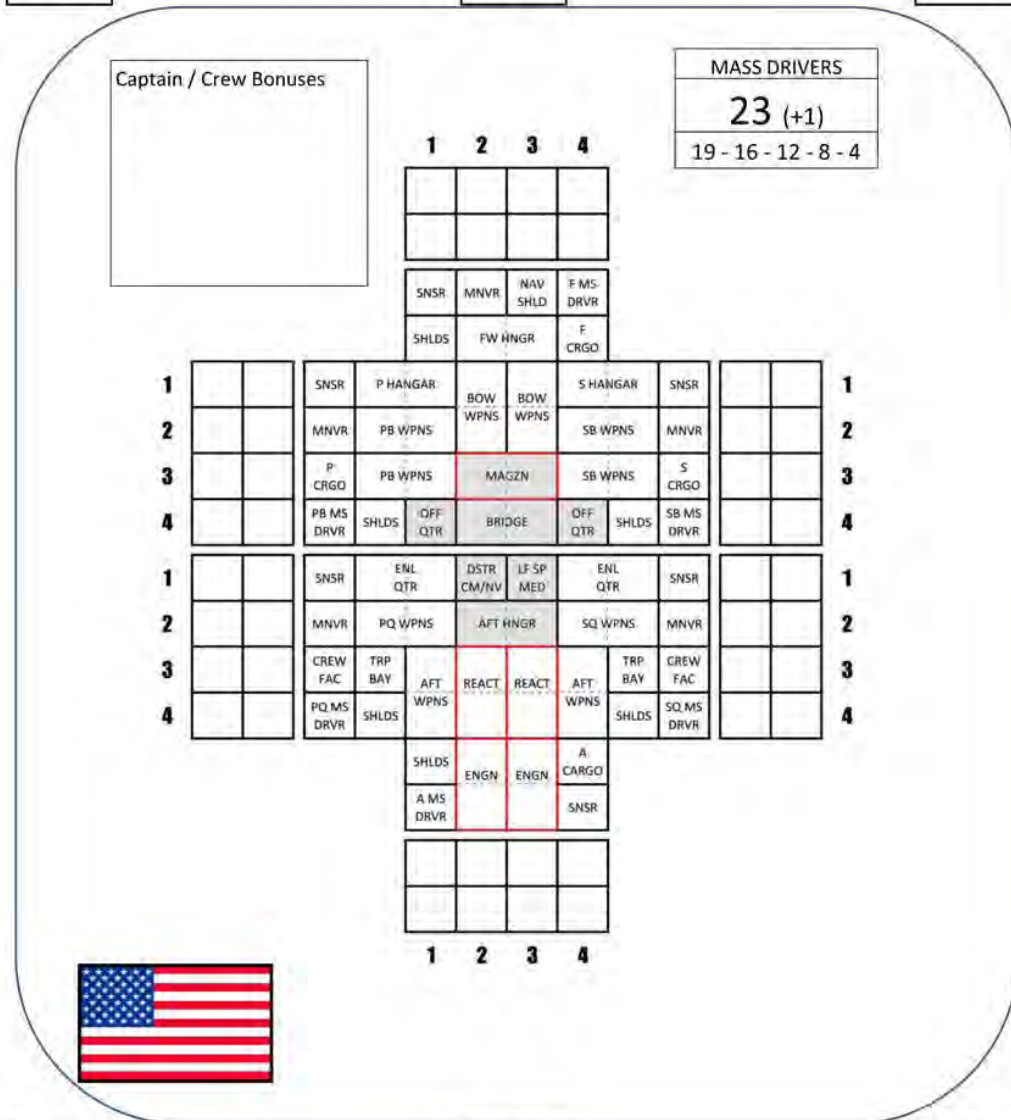 Captain / Crew Bonuses
MASS DRIVERS
23 (+1)
19 - 16 - 12 - 8 - 4
1 2 3 4
SNSR MNVR NAV SHLD F MS DRVR
SHLDS FW HNGR F CRGO
1 SNSR P HANGAR BOW WPNS BOW WPNS S HANGAR SNSR 1
2 MNVR PB WPNS SB WPNS MNVR 2
3 P CRGO PB WPNS MAGZN SB WPNS S CRGO 3
4 PB MS DRVR SHLDS OFF QTR BRIDGE OFF QTR SHLDS SB MS DRVR 4
1 SNSR ENL QTR DSTR CM/NV LF SP MED ENL QTR SNSR 1
2 MNVR PQ WPNS AFT HNGR SQ WPNS MNVR 2
3 CREW FAC TRP BAY AFT WPNS REACT REACT AFT WPNS TRP BAY CREW FAC 3
4 PQ MS DRVR SHLDS SHLDS SQ MS DRVR 4
SHLDS ENGN ENGN A CARGO
A MS DRVR SNSR
1 2 3 4